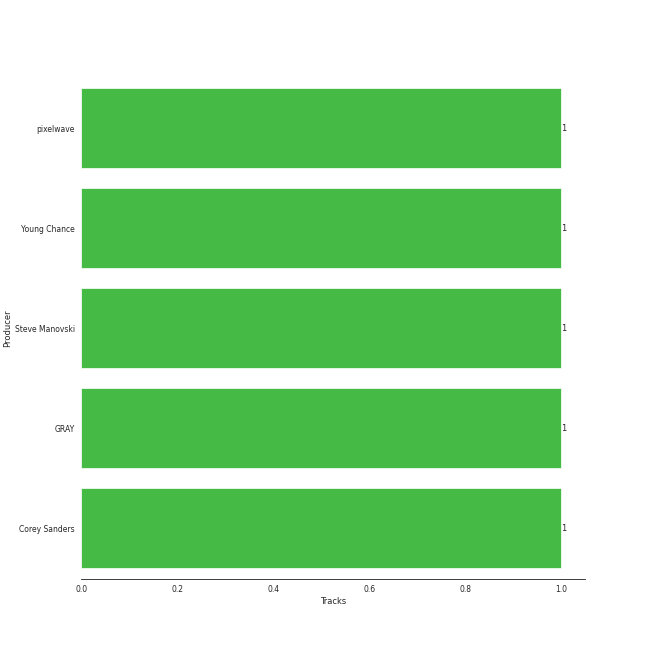 pixelwave
1
Young Chance
1
Producer
Steve Manovski
1
GRAY
1
Corey Sanders
1
0.0 0.2 0.4 0.6 0.8 1.0
Tracks